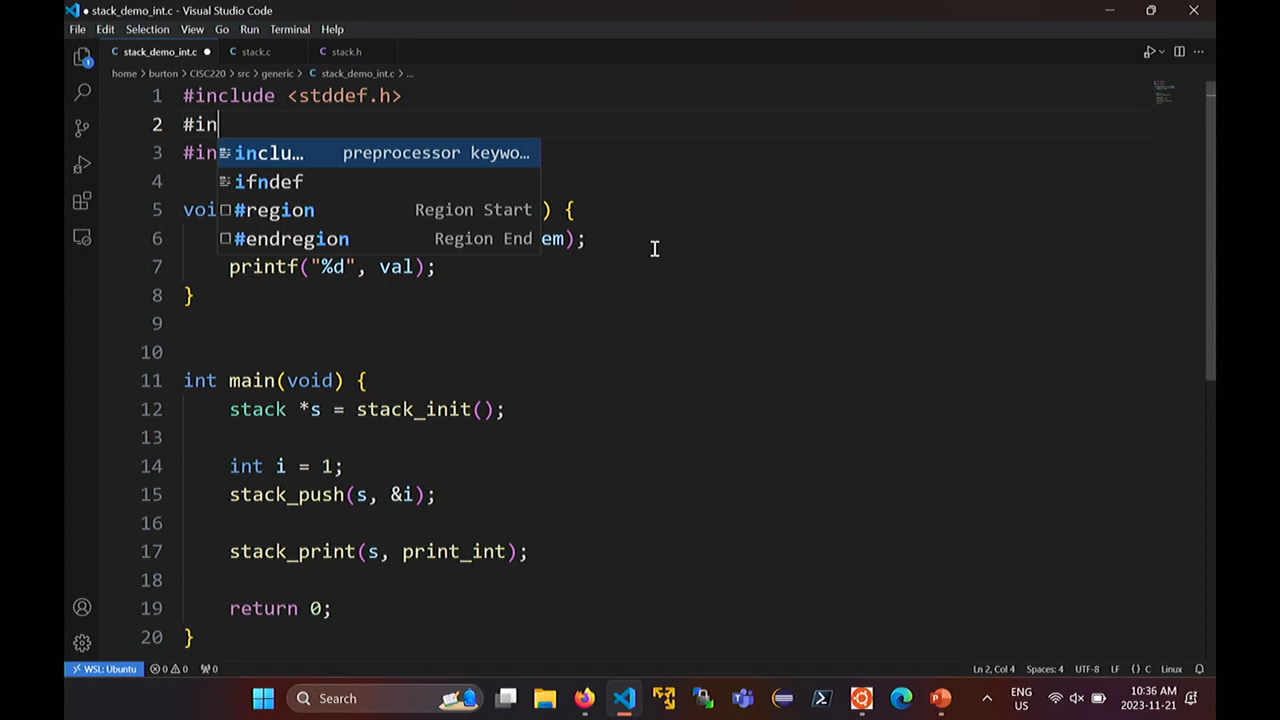 stack_demo_int.c - Visual Studio Code
File Edit Selection View Go Run Terminal Help
stack_demo_int.c stack.c stack.h
home > burton > CISC220 > src > generic > stack_demo_int.c > ...
1 #include <stddef.h>
2 #in
inclu… preprocessor keywo…
3 #in
ifndef
4
#region Region Start
5 voi ) {
#endregion Region End
6 em);
7 printf("%d", val);
8 }
9
10
11 int main(void) {
12 stack *s = stack_init();
13
14 int i = 1;
15 stack_push(s, &i);
16
17 stack_print(s, print_int);
18
19 return 0;
20 }
1
WSL: Ubuntu 0 0 0 Ln 2, Col 4 Spaces: 4 UTF-8 LF {} C Linux
Search ENG US 10:36 AM 2023-11-21